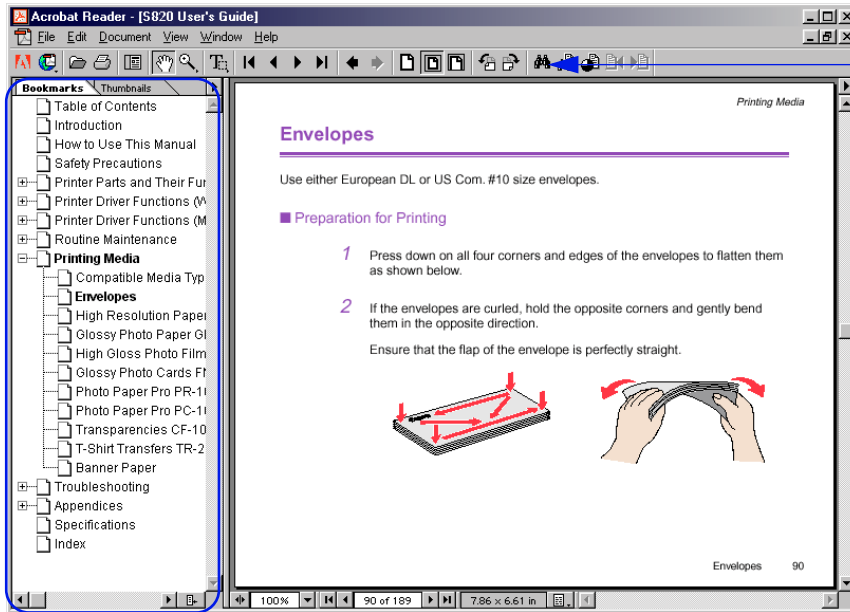 Acrobat Reader - [S820 User's Guide]
File Edit Document View Window Help
Bookmarks Thumbnails
Table of Contents
Introduction
How to Use This Manual
Safety Precautions
Printer Parts and Their Fur
Printer Driver Functions (W
Printer Driver Functions (M
Routine Maintenance
Printing Media
Compatible Media Typ
Envelopes
High Resolution Paper
Glossy Photo Paper Gl
High Gloss Photo Film
Glossy Photo Cards F
Photo Paper Pro PR-1
Photo Paper Pro PC-1
Transparencies CF-10
T-Shirt Transfers TR-2
Banner Paper
Troubleshooting
Appendices
Specifications
Index
Printing Media
Envelopes
Use either European DL or US Com. #10 size envelopes.
Preparation for Printing
1 Press down on all four corners and edges of the envelopes to flatten them
as shown below.
2 If the envelopes are curled, hold the opposite corners and gently bend
them in the opposite direction.
Ensure that the flap of the envelope is perfectly straight.
Envelopes 90
100% 90 of 189 7.86 x 6.61 in